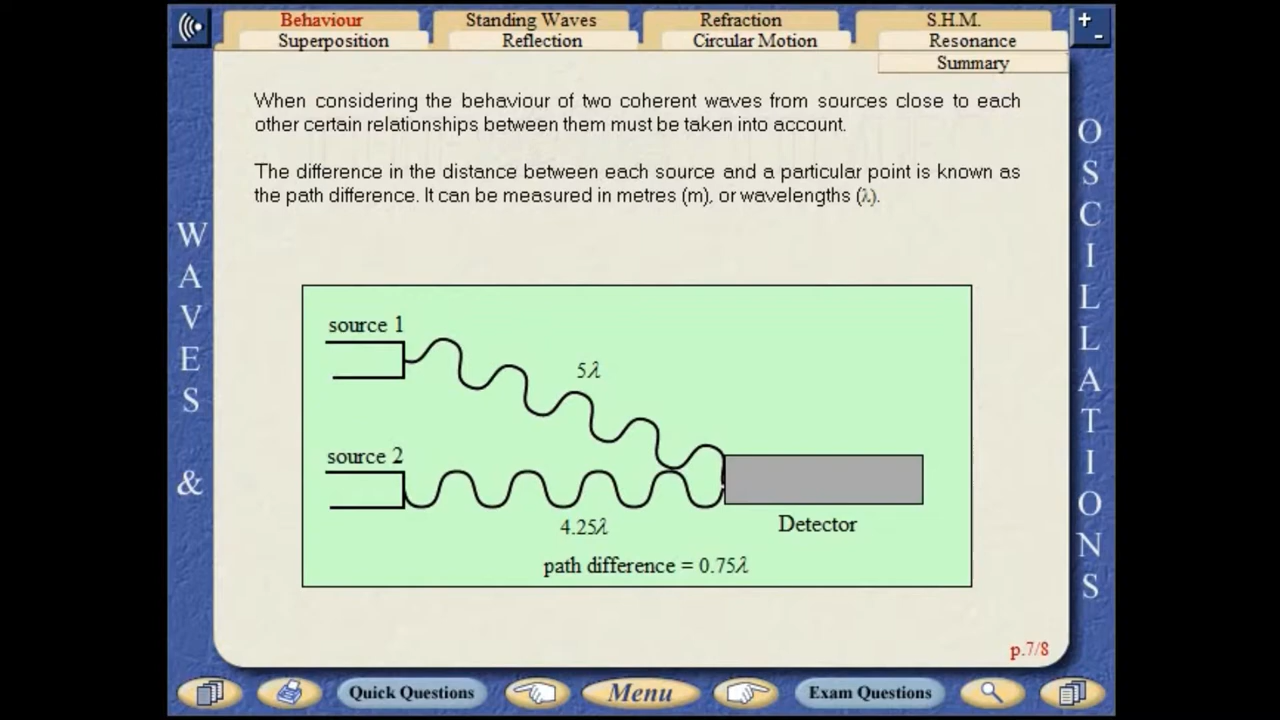 Behaviour
Standing Waves
Refraction
S.H.M.
+
-
Superposition
Reflection
Circular Motion
Resonance
Summary
When considering the behaviour of two coherent waves from sources close to each
other certain relationships between them must be taken into account.
The difference in the distance between each source and a particular point is known as
the path difference. It can be measured in metres (m), or wavelengths (λ).
WAVES &
OSCILLATIONS
source 1
5λ
source 2
4.25λ
Detector
path difference = 0.75λ
p.7/8
Quick Questions
Menu
Exam Questions